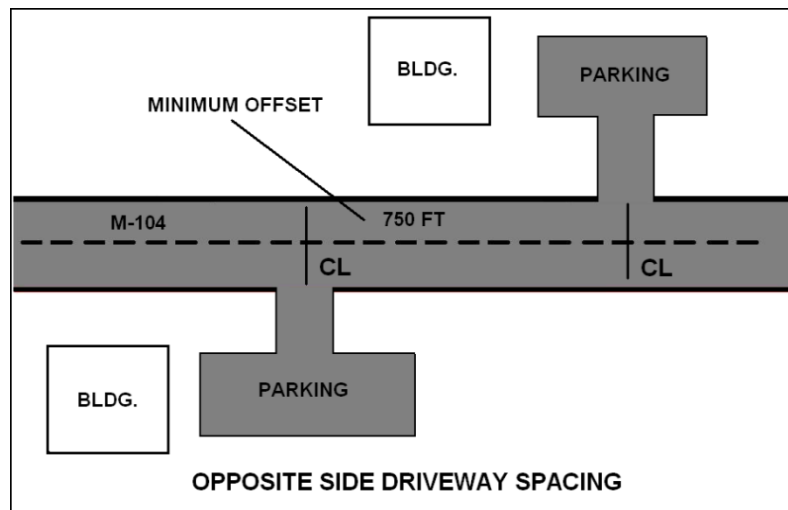 BLDG.
PARKING
MINIMUM OFFSET
M-104
750 FT
CL
CL
BLDG.
PARKING
OPPOSITE SIDE DRIVEWAY SPACING